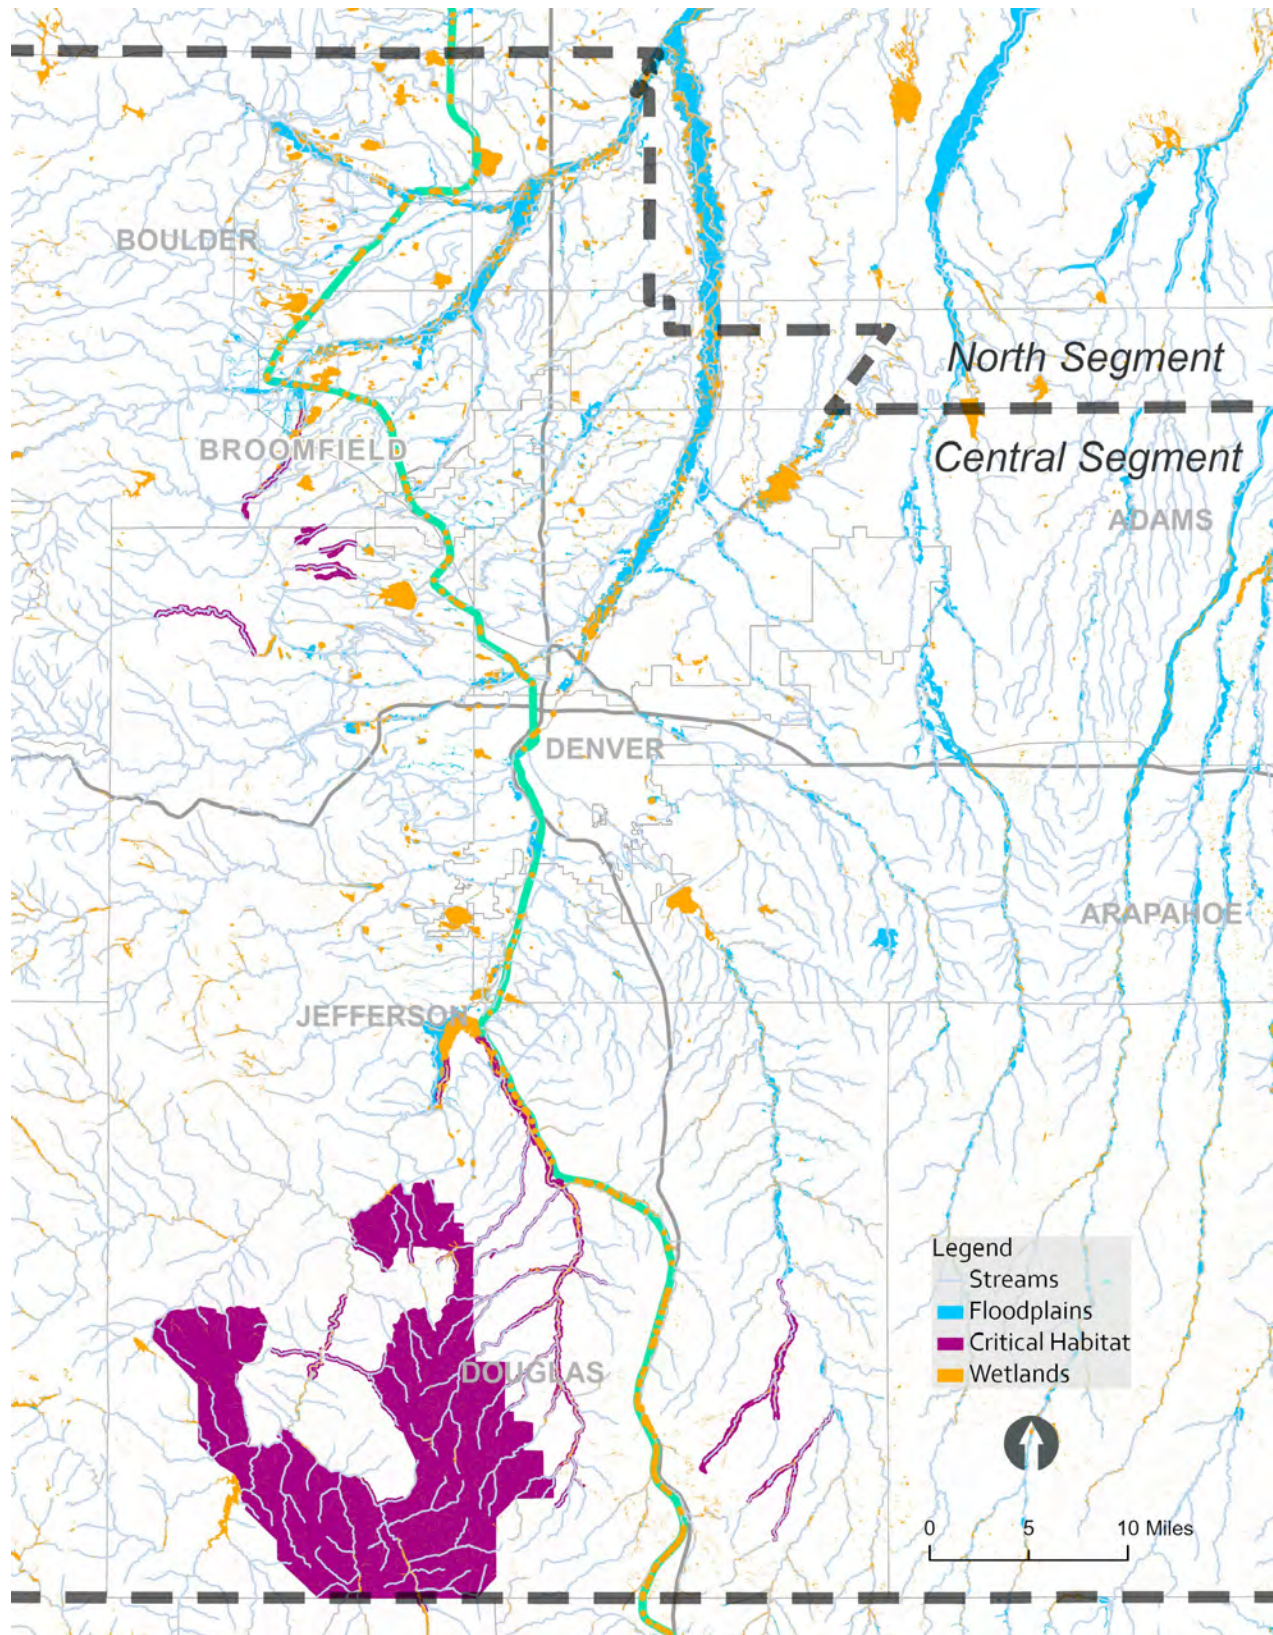 BOULDER
North Segment
BROOMFIELD
Central Segment
ADAMS
DENVER
ARAPAHOE
JEFFERSON
Legend
Streams
Floodplains
Critical Habitat
Wetlands
DOUGLAS
0 5 10 Miles